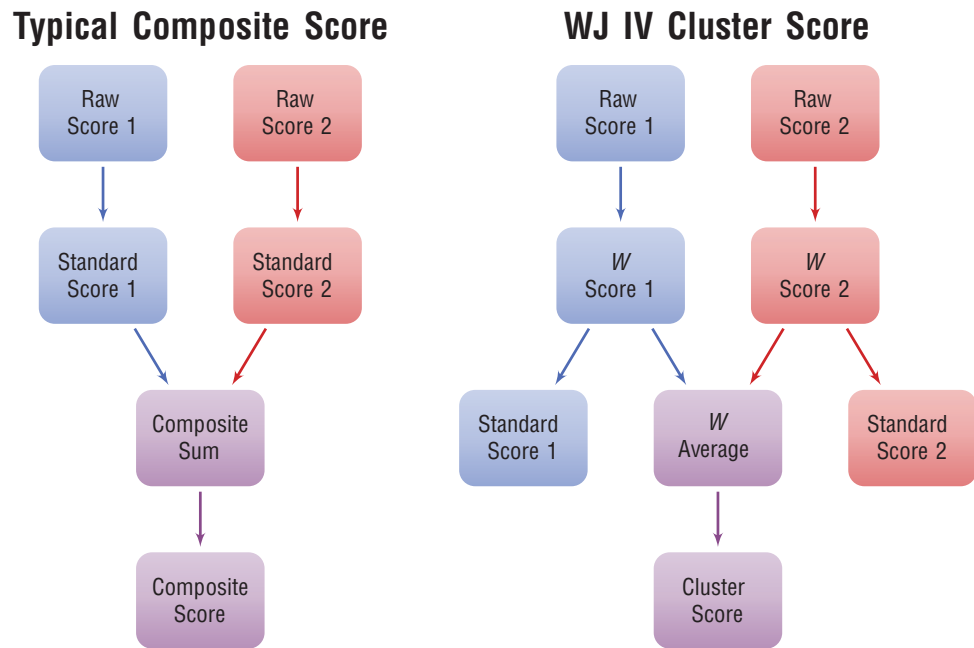 Typical Composite Score
Raw
Score 1
Raw
Score 2
Standard
Score 1
Standard
Score 2
Composite
Sum
Composite
Score
WJ IV Cluster Score
Raw
Score 1
Raw
Score 2
W
Score 1
W
Score 2
Standard
Score 1
W
Average
Standard
Score 2
Cluster
Score